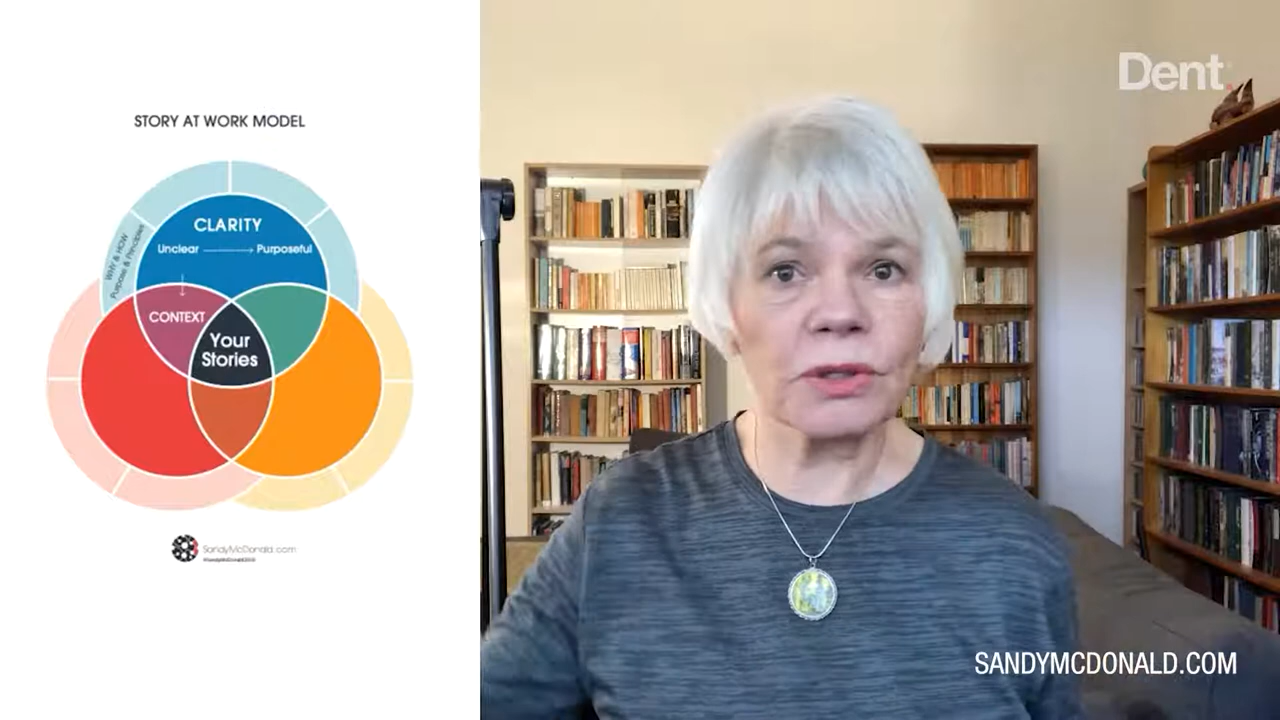 STORY AT WORK MODEL
CLARITY
Unclear
Purposeful
WHY & HOW
Purpose & Principles
CONTEXT
Your
Stories
SandyMcDonald.com
Dent.
SANDYMCDONALD.COM